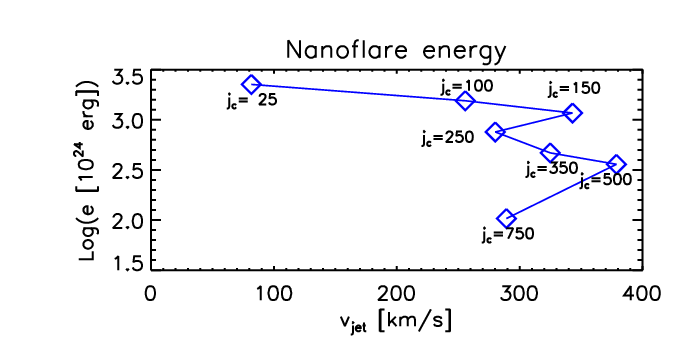 Nanoflare energy
3.5
3.0
2.5
2.0
1.5
Log(e [10^24 erg])
j_c= 25
j_c=100
j_c=150
j_c=250
j_c=350
j_c=500
j_c=750
0 100 200 300 400
v_jet [km/s]